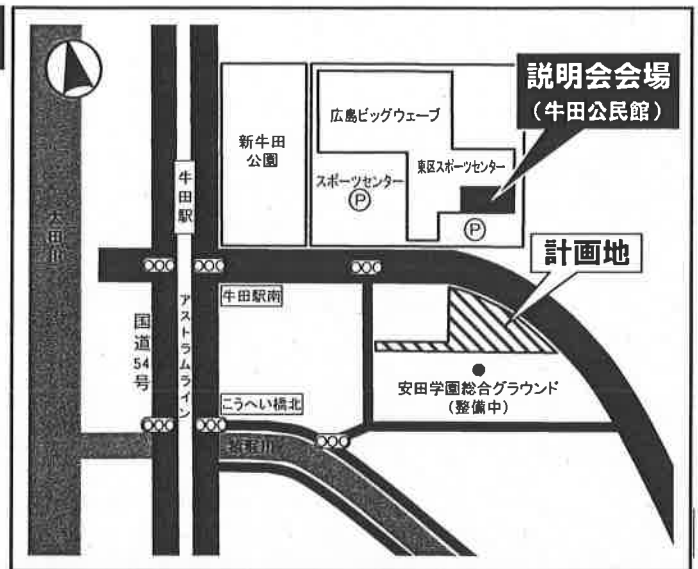 説明会会場
(牛田公民館)
広島ビッグウェーブ
新牛田
公園
東区スポーツセンター
スポーツセンター
P
P
牛田駅
太田川
計画地
牛田駅南
アストラムライン
国道54号
安田学園総合グラウンド
(整備中)
こうへい橋北